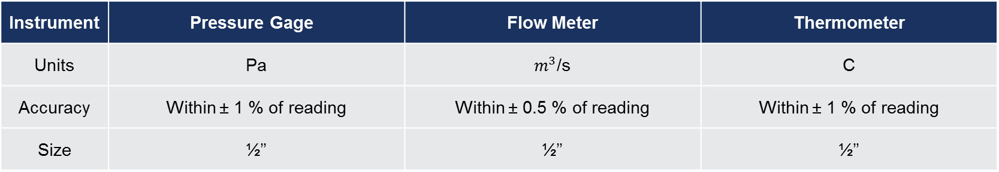 Instrument Pressure Gage Flow Meter Thermometer
Units Pa m³/s C
Accuracy Within ± 1 % of reading Within ± 0.5 % of reading Within ± 1 % of reading
Size ½” ½” ½”